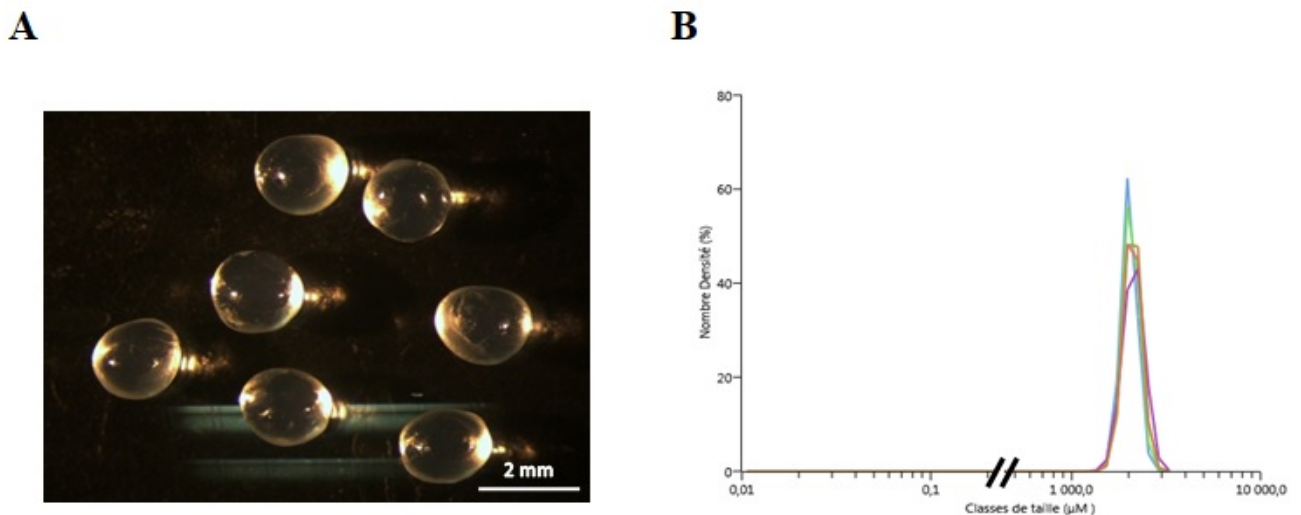 A
B
2 mm
Nombre Densité (%)
80
60
40
20
0
0,01
0,1
1 000,0
10 000,0
Classes de taille (µM )